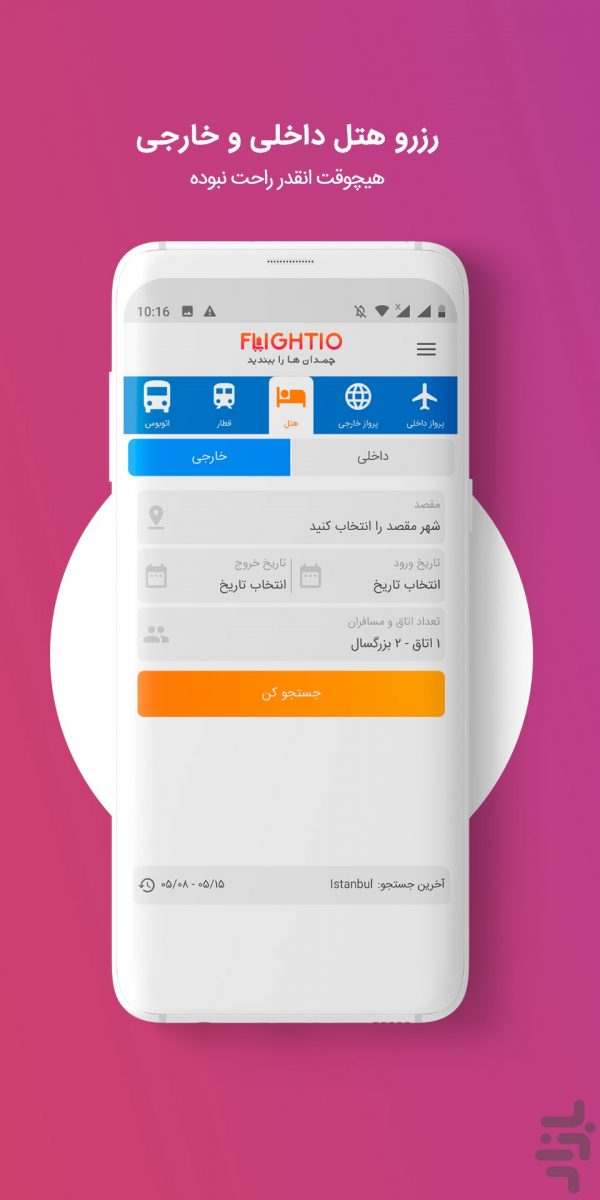 رزرو هتل داخلی و خارجی
هیچوقت انقدر راحت نبوده
10:16
x
FLIGHTIO
چمدان ها را ببندید
پرواز داخلی
پرواز خارجی
هتل
قطار
اتوبوس
داخلی
خارجی
مقصد
شهر مقصد را انتخاب کنید
تاریخ ورود
تاریخ خروج
انتخاب تاریخ
انتخاب تاریخ
تعداد اتاق و مسافران
۱ اتاق - ۲ بزرگسال
جستجو کن
آخرین جستجو: Istanbul
۰۵/۰۸ - ۰۵/۱۵
بازار